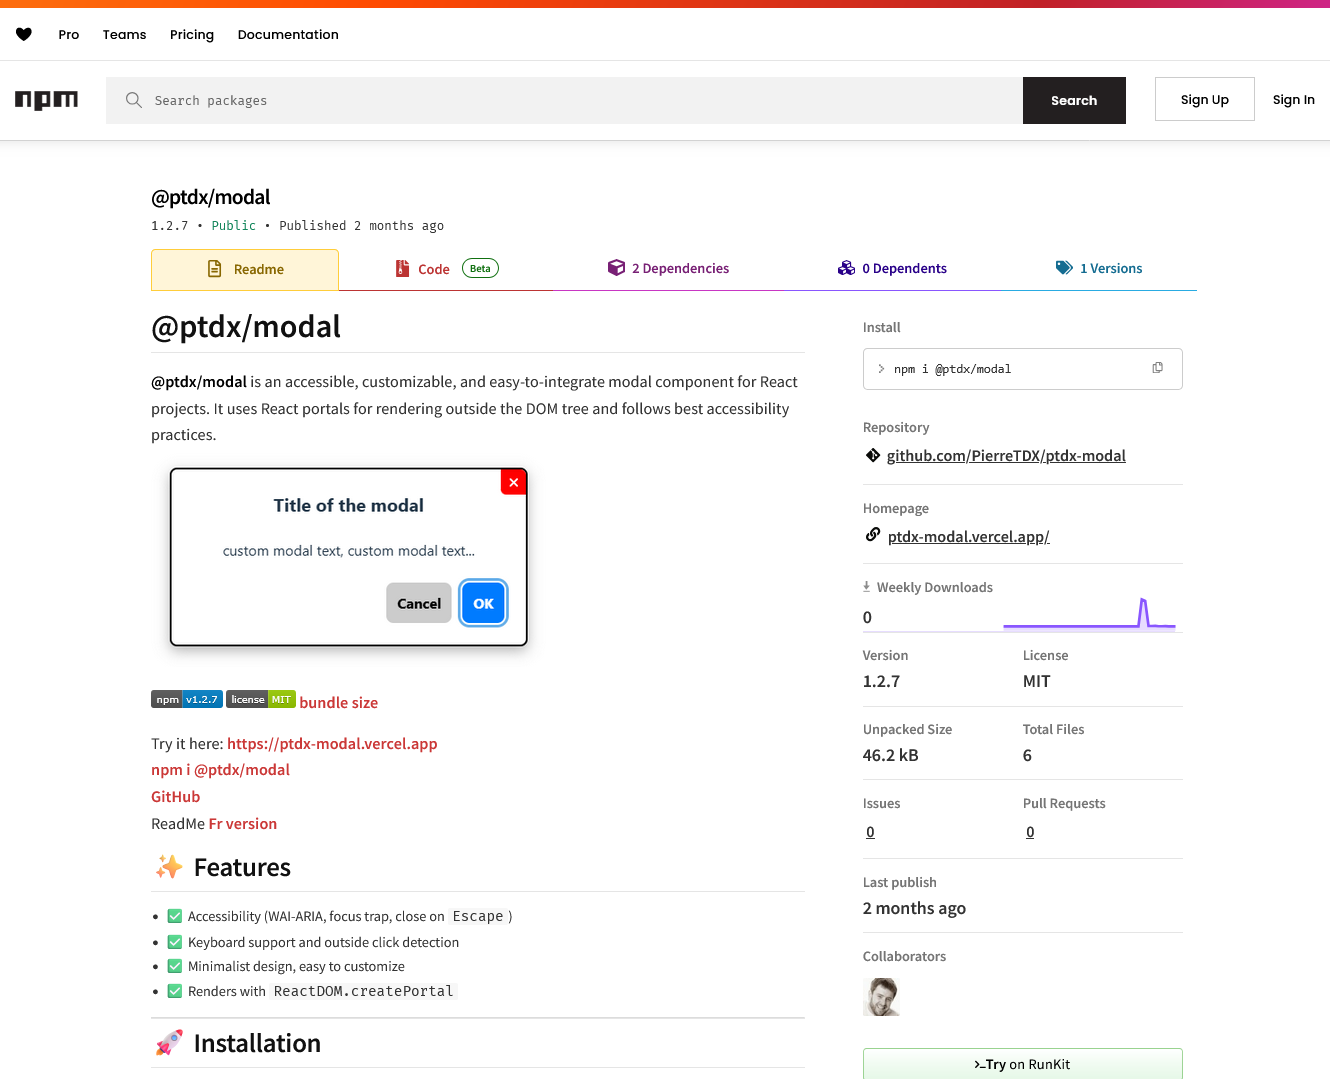 Pro Teams Pricing Documentation
npm Search packages Search Sign Up Sign In
@ptdx/modal
1.2.7 • Public • Published 2 months ago
Readme Code Beta 2 Dependencies 0 Dependents 1 Versions
@ptdx/modal
@ptdx/modal is an accessible, customizable, and easy-to-integrate modal component for React
projects. It uses React portals for rendering outside the DOM tree and follows best accessibility
practices.
Title of the modal
custom modal text, custom modal text...
Cancel OK
npm v1.2.7 license MIT bundle size
Try it here: https://ptdx-modal.vercel.app
npm i @ptdx/modal
GitHub
ReadMe Fr version
✨ Features
• ✅ Accessibility (WAI-ARIA, focus trap, close on Escape )
• ✅ Keyboard support and outside click detection
• ✅ Minimalist design, easy to customize
• ✅ Renders with ReactDOM.createPortal
🚀 Installation
Install
> npm i @ptdx/modal
Repository
github.com/PierreTDX/ptdx-modal
Homepage
ptdx-modal.vercel.app/
Weekly Downloads
0
Version License
1.2.7 MIT
Unpacked Size Total Files
46.2 kB 6
Issues Pull Requests
0 0
Last publish
2 months ago
Collaborators
>_Try on RunKit